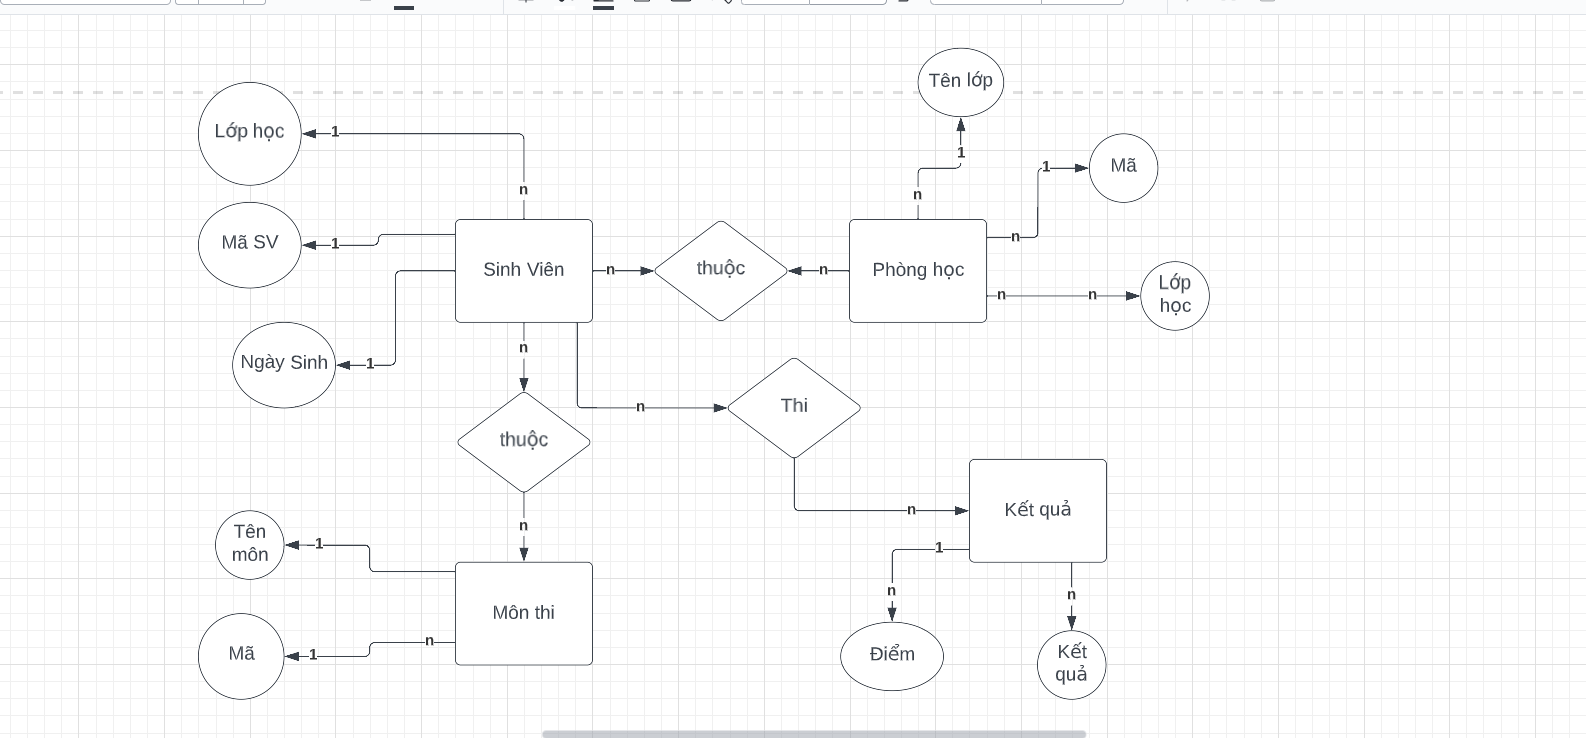 Tên lớp
1
n
Lớp học
1
n
1
Mã
n
Mã SV
1
Sinh Viên
n
thuộc
n
Phòng học
n
n
Lớp
học
Ngày Sinh
1
n
n
Thi
thuộc
n
n
Kết quả
Tên
môn
1
1
n
n
Môn thi
Mã
1
n
Điểm
Kết
quả